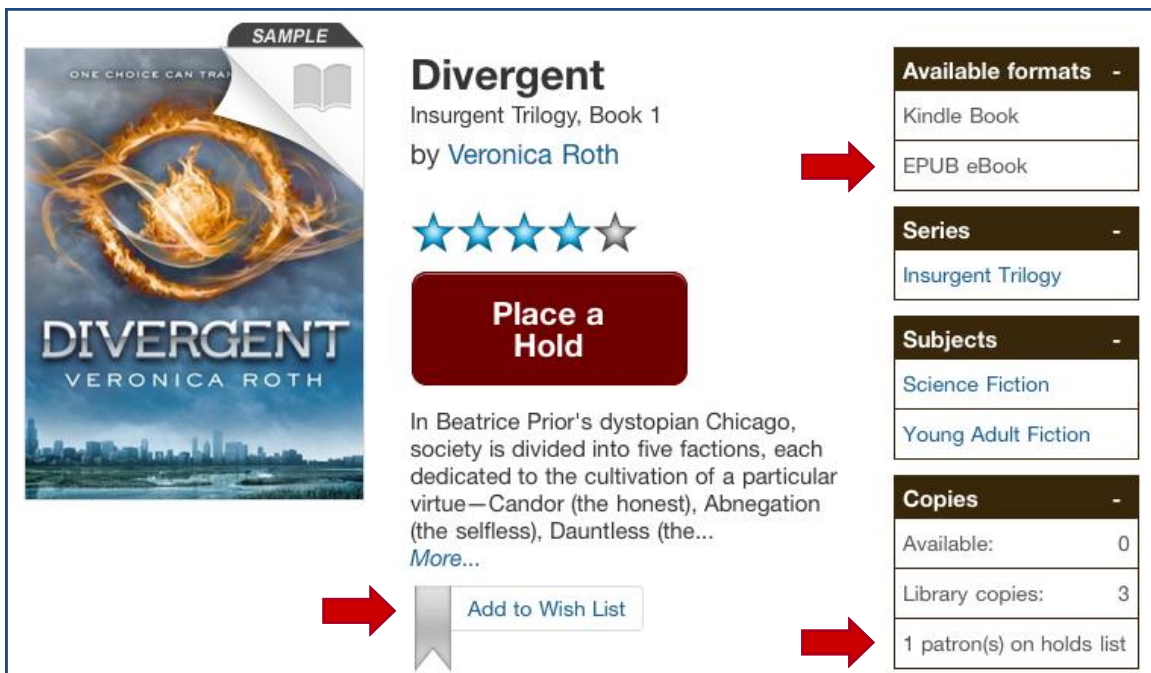 SAMPLE
ONE CHOICE CAN
DIVERGENT
VERONICA ROTH
Divergent
Insurgent Trilogy, Book 1
by Veronica Roth
Place a
Hold
In Beatrice Prior's dystopian Chicago,
society is divided into five factions, each
dedicated to the cultivation of a particular
virtue—Candor (the honest), Abnegation
(the selfless), Dauntless (the...
More...
Add to Wish List
Available formats -
Kindle Book
EPUB eBook
Series -
Insurgent Trilogy
Subjects -
Science Fiction
Young Adult Fiction
Copies -
Available: 0
Library copies: 3
1 patron(s) on holds list